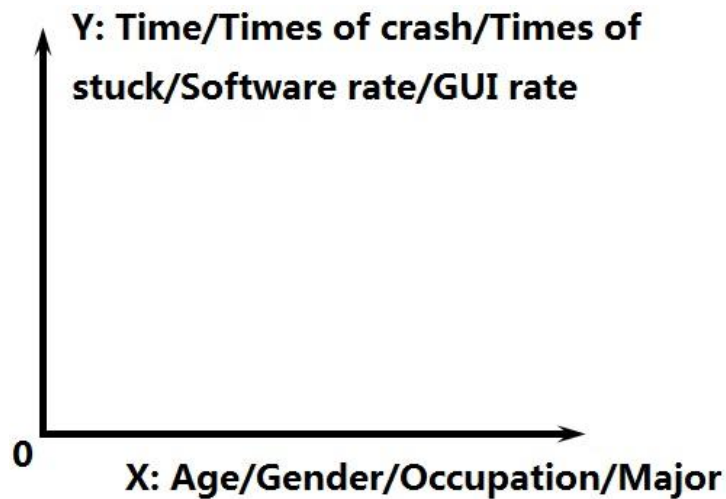 Y: Time/Times of crash/Times of
stuck/Software rate/GUI rate
0
X: Age/Gender/Occupation/Major